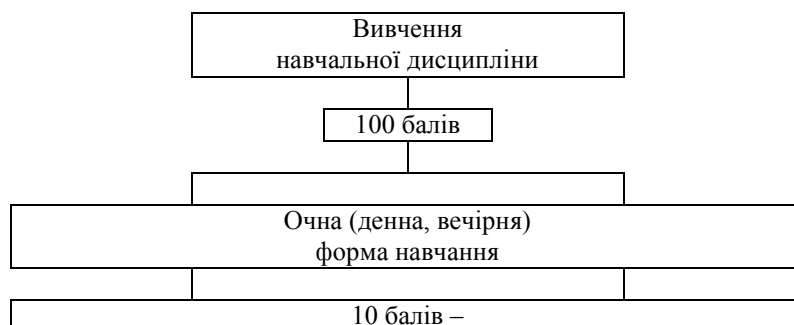 Вивчення
навчальної дисципліни
100 балів
Очна (денна, вечірня)
форма навчання
10 балів –